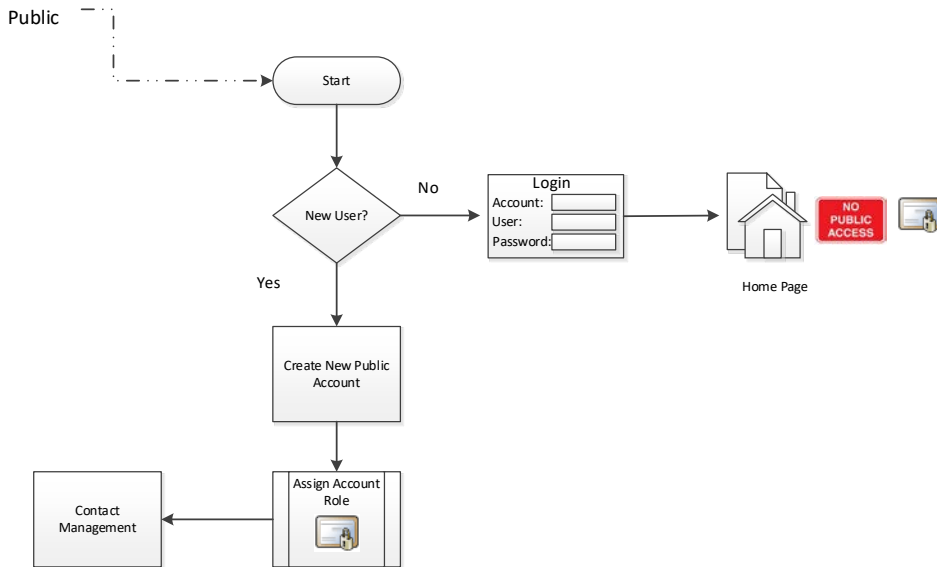 Public
Start
New User?
No
Yes
Login
Account:
User:
Password:
NO
PUBLIC
ACCESS
Home Page
Create New Public
Account
Assign Account
Role
Contact
Management